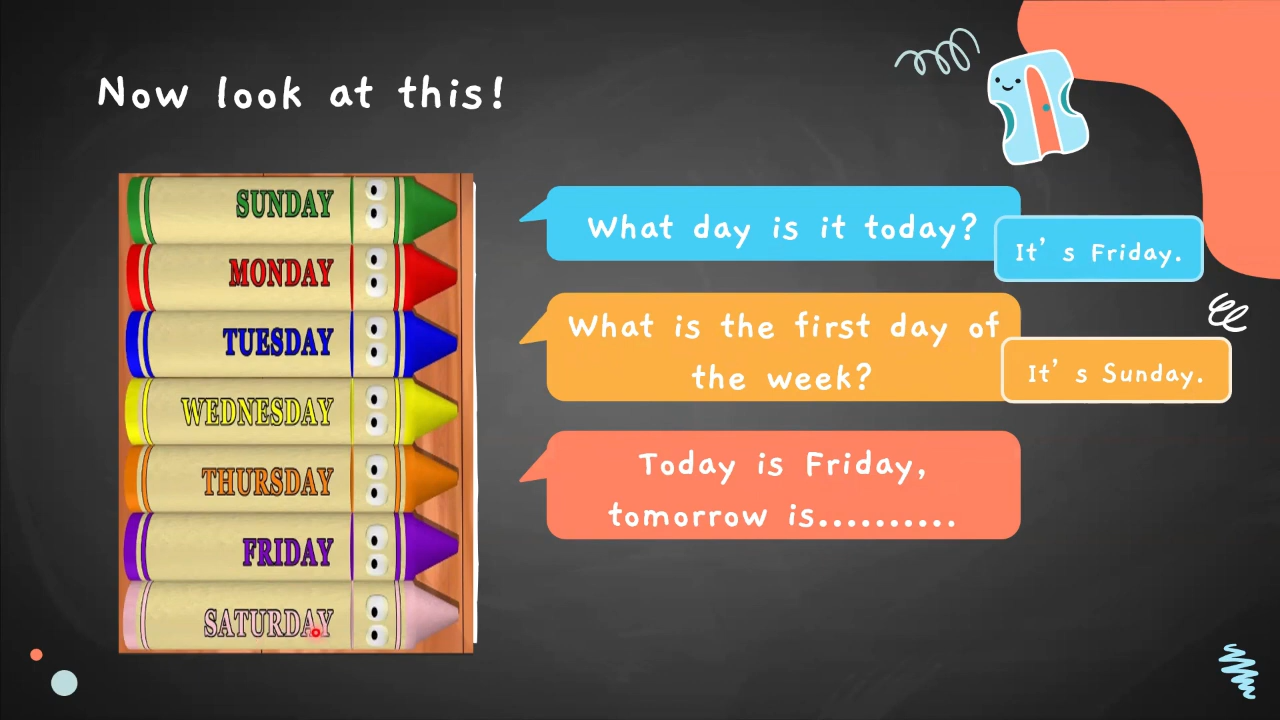 Now look at this!
SUNDAY
MONDAY
TUESDAY
WEDNESDAY
THURSDAY
FRIDAY
SATURDAY
What day is it today?
It's Friday.
What is the first day of
the week?
It's Sunday.
Today is Friday,
tomorrow is..........